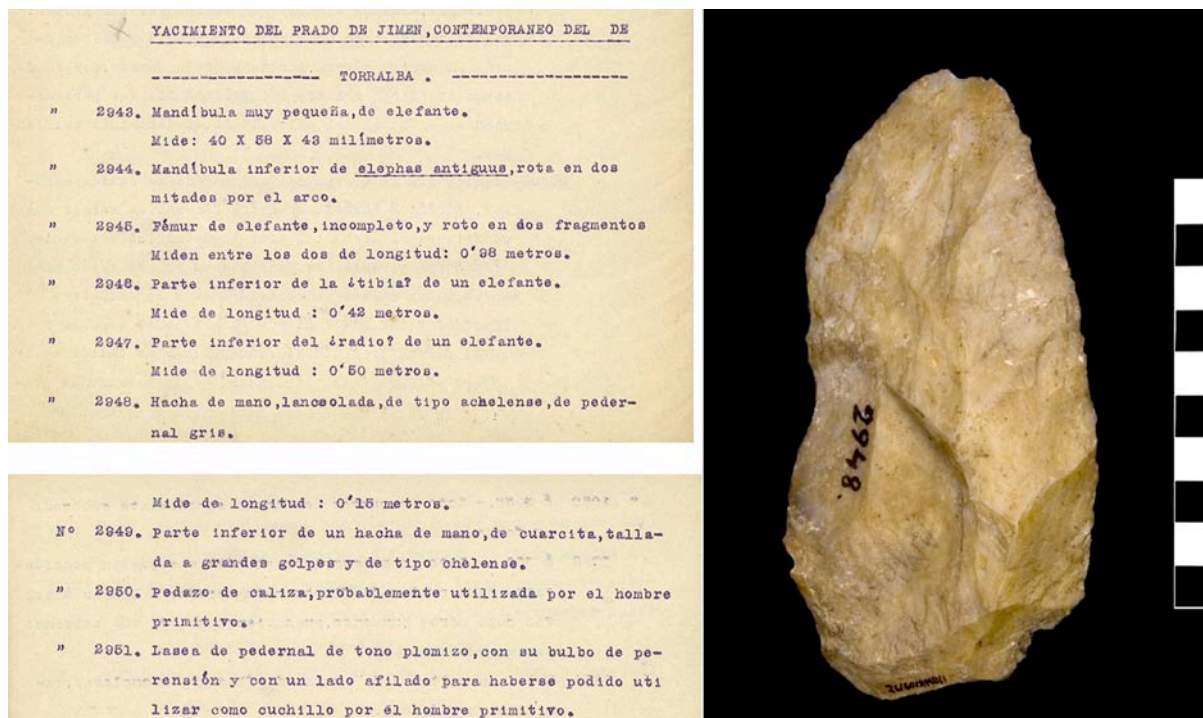 YACIMIENTO DEL PRADO DE JIMEN,CONTEMPORANEO DEL DE
------------------ TORRALBA . ------------------
" 2943. Mandíbula muy pequeña,de elefante.
Mide: 40 X 58 X 43 milímetros.
" 2944. Mandíbula inferior de elephas antiguus,rota en dos
mitades por el arco.
" 2945. Fémur de elefante,incompleto,y roto en dos fragmentos
Miden entre los dos de longitud: 0'98 metros.
" 2946. Parte inferior de la ¿tibia? de un elefante.
Mide de longitud : 0'42 metros.
" 2947. Parte inferior del ¿radio? de un elefante.
Mide de longitud : 0'50 metros.
" 2948. Hacha de mano,lanceolada,de tipo achelense,de peder-
nal gris.
Mide de longitud : 0'15 metros.
Nº 2949. Parte inferior de un hacha de mano,de cuarcita,talla-
da a grandes golpes y de tipo chelense.
" 2950. Pedazo de caliza,probablemente utilizada por el hombre
primitivo.
" 2951. Lasca de pedernal de tono plomizo,con su bulbo de pe-
rensión y con un lado afilado para haberse podido uti
lizar como cuchillo por el hombre primitivo.
2948.